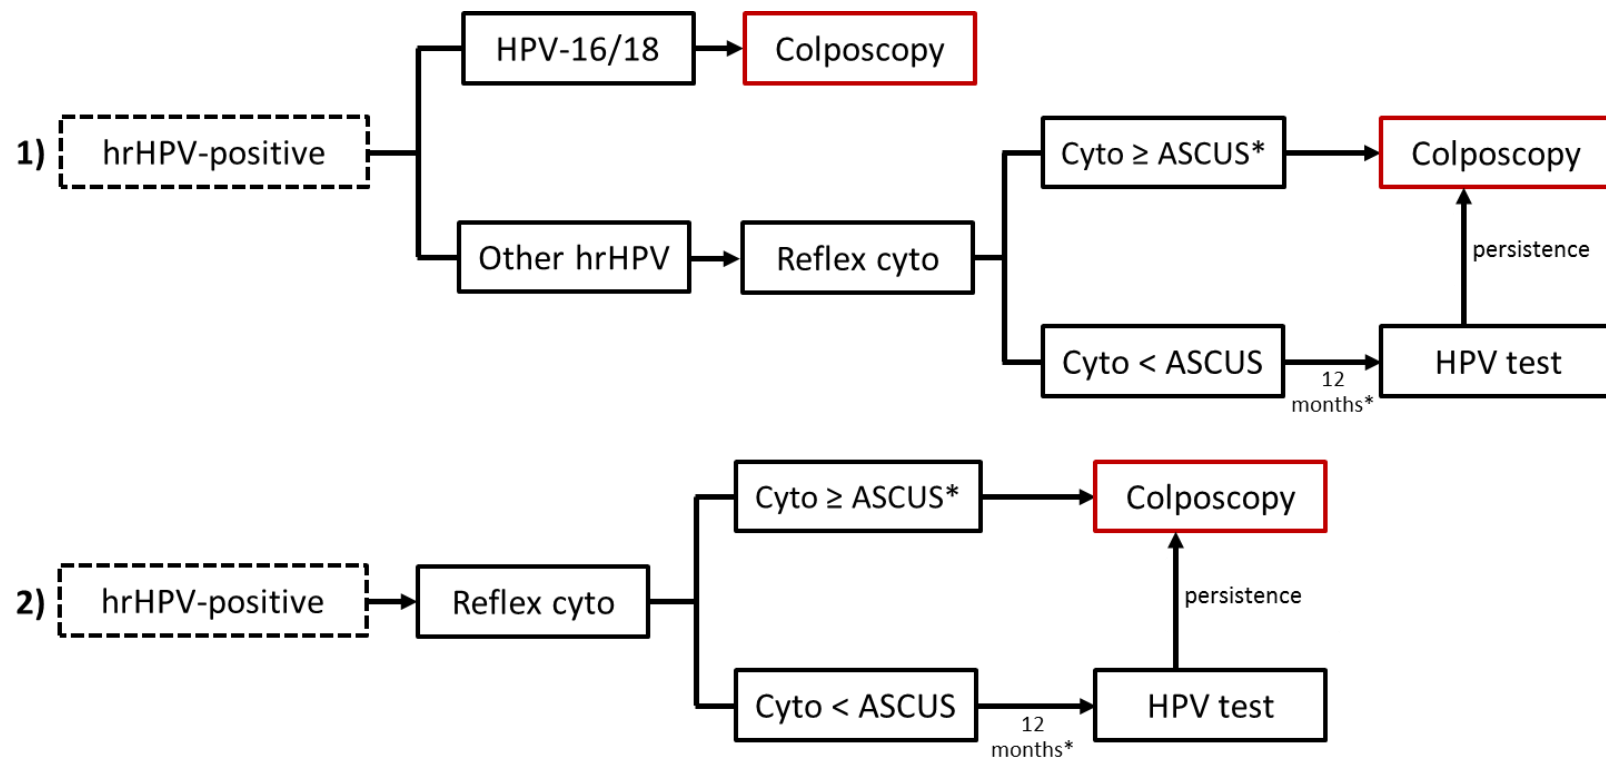 HPV-16/18
Colposcopy
1)
hrHPV-positive
Cyto ≥ ASCUS*
Colposcopy
Other hrHPV
Reflex cyto
persistence
Cyto < ASCUS
12
months*
HPV test
Cyto ≥ ASCUS*
Colposcopy
2)
hrHPV-positive
Reflex cyto
persistence
Cyto < ASCUS
12
months*
HPV test